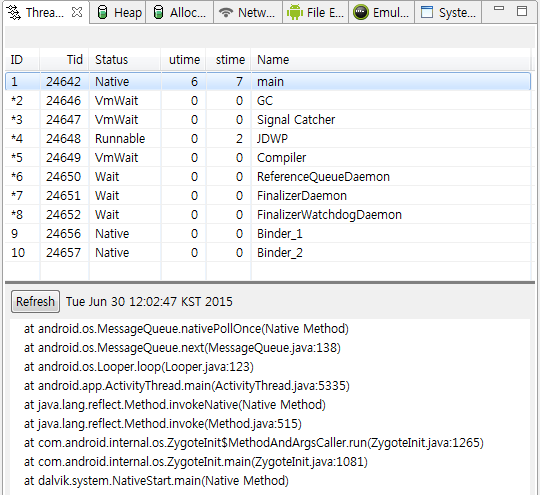 Threa... Heap Alloc... Netw... File E... Emul... Syste...
ID Tid Status utime stime Name
1 24642 Native 6 7 main
*2 24646 VmWait 0 0 GC
*3 24647 VmWait 0 0 Signal Catcher
*4 24648 Runnable 0 2 JDWP
*5 24649 VmWait 0 0 Compiler
*6 24650 Wait 0 0 ReferenceQueueDaemon
*7 24651 Wait 0 0 FinalizerDaemon
*8 24652 Wait 0 0 FinalizerWatchdogDaemon
9 24656 Native 0 0 Binder_1
10 24657 Native 0 0 Binder_2
Refresh Tue Jun 30 12:02:47 KST 2015
at android.os.MessageQueue.nativePollOnce(Native Method)
at android.os.MessageQueue.next(MessageQueue.java:138)
at android.os.Looper.loop(Looper.java:123)
at android.app.ActivityThread.main(ActivityThread.java:5335)
at java.lang.reflect.Method.invokeNative(Native Method)
at java.lang.reflect.Method.invoke(Method.java:515)
at com.android.internal.os.ZygoteInit$MethodAndArgsCaller.run(ZygoteInit.java:1265)
at com.android.internal.os.ZygoteInit.main(ZygoteInit.java:1081)
at dalvik.system.NativeStart.main(Native Method)